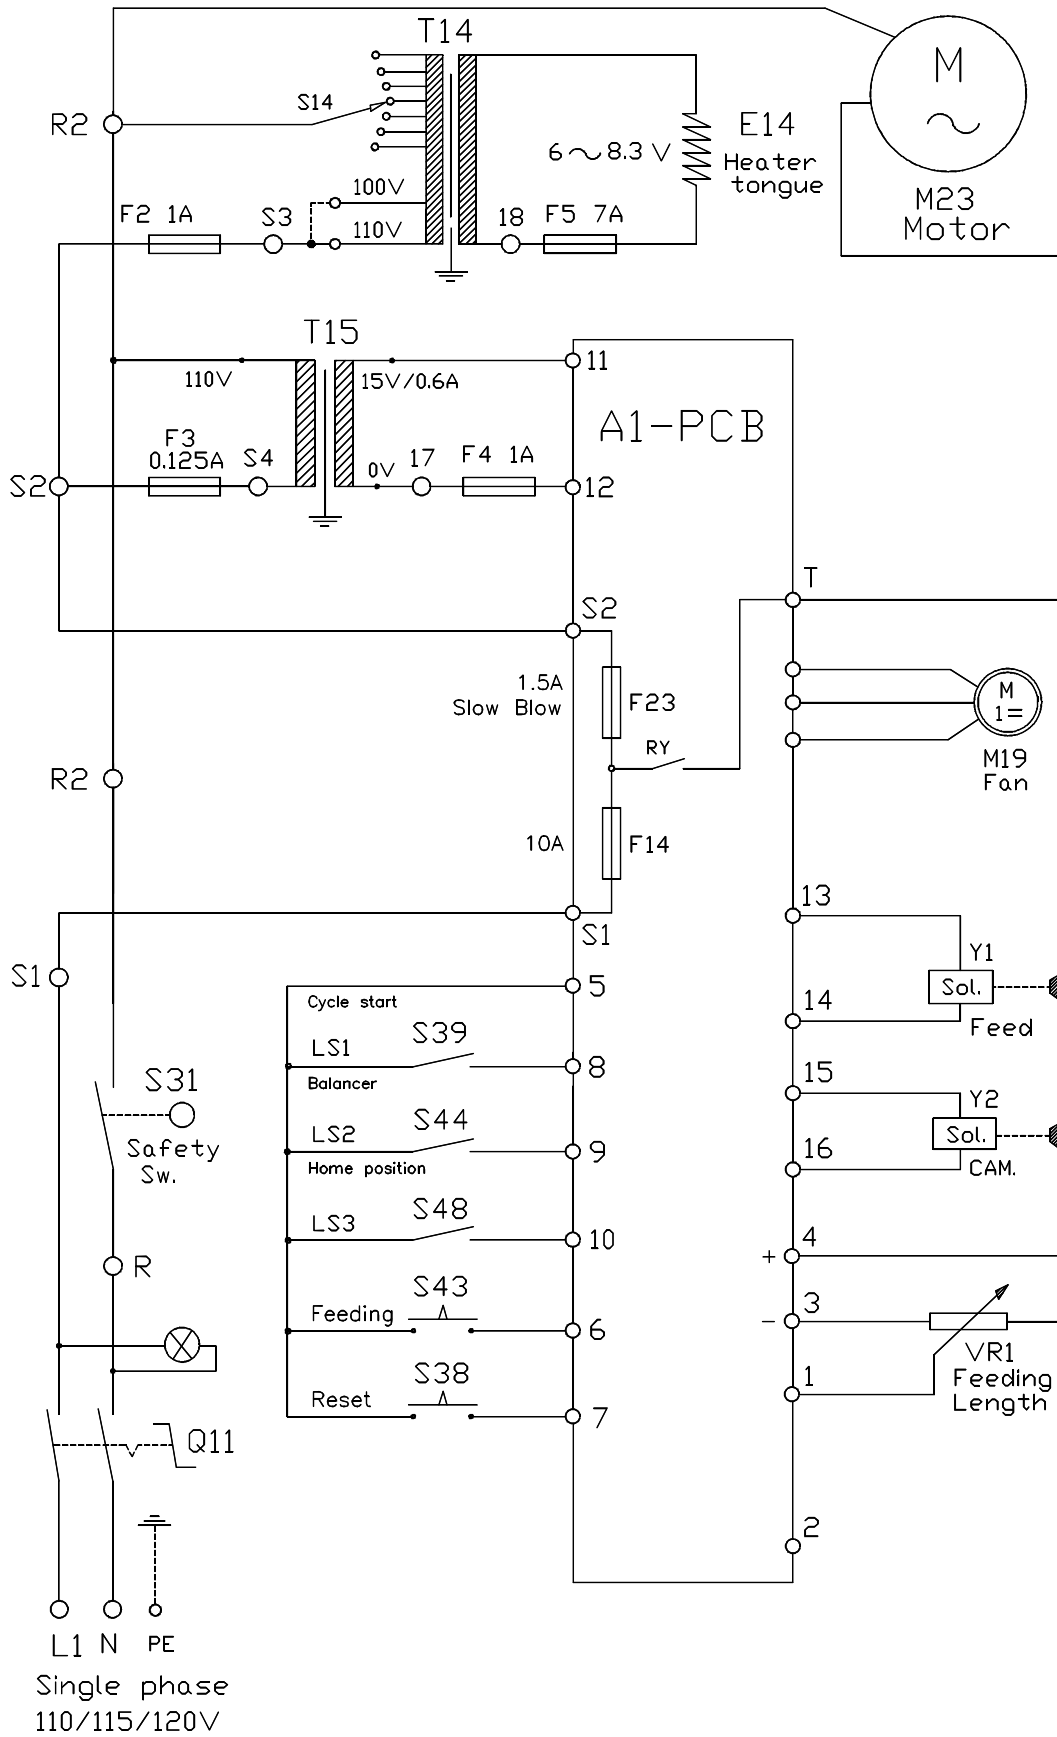 T14
M
R2
S14
E14
6～8.3 V
Heater
tongue
100V
M23
Motor
F2 1A
S3
110V
18
F5 7A
T15
11
110V
15V/0.6A
A1-PCB
F3
0.125A
S4
0V
17
F4 1A
S2
12
T
S2
1.5A
Slow Blow
F23
M
1=
RY
M19
Fan
R2
10A
F14
13
S1
S1
Y1
5
Sol.
Cycle start
14
Feed
LS1
S39
8
15
S31
Balancer
Y2
LS2
S44
Sol.
Safety
Sw.
9
16
Home position
CAM.
LS3
S48
10
4
R
+
S43
3
Feeding
6
-
VR1
S38
1
Feeding
Length
Reset
7
Q11
2
L1 N PE
Single phase
110/115/120V